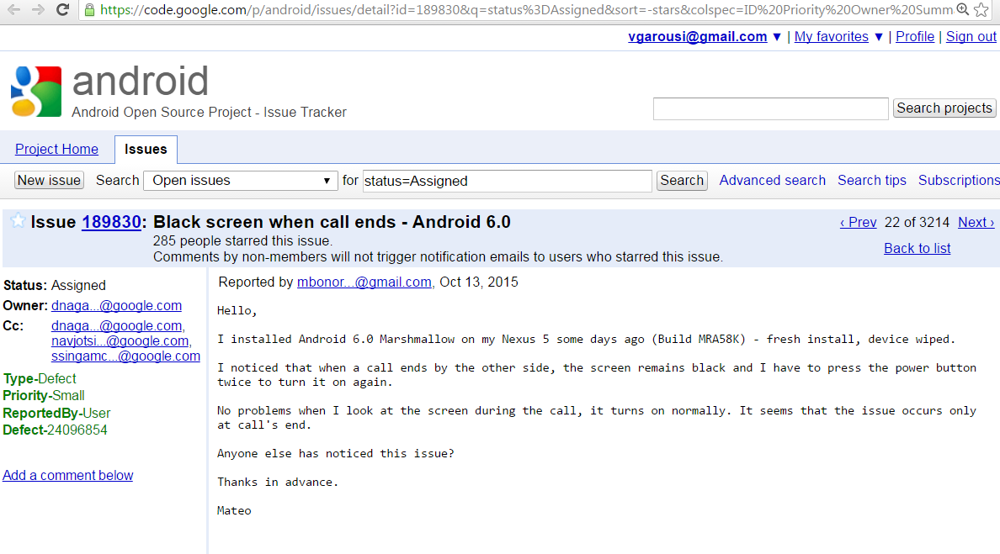 https://code.google.com/p/android/issues/detail?id=189830&q=status%3DAssigned&sort=-stars&colspec=ID%20Priority%20Owner%20Summ
vgarousi@gmail.com ▼ | My favorites ▼ | Profile | Sign out
android
Android Open Source Project - Issue Tracker
Search projects
Project Home Issues
New issue Search Open issues ▼ for status=Assigned Search Advanced search Search tips Subscriptions
Issue 189830: Black screen when call ends - Android 6.0
‹ Prev 22 of 3214 Next ›
285 people starred this issue.
Comments by non-members will not trigger notification emails to users who starred this issue.
Back to list
Status: Assigned
Owner: dnaga...@google.com
Cc: dnaga...@google.com,
navjotsi...@google.com,
ssingamc...@google.com
Type-Defect
Priority-Small
ReportedBy-User
Defect-24096854
Add a comment below
Reported by mbonor...@gmail.com, Oct 13, 2015
Hello,
I installed Android 6.0 Marshmallow on my Nexus 5 some days ago (Build MRA58K) - fresh install, device wiped.
I noticed that when a call ends by the other side, the screen remains black and I have to press the power button
twice to turn it on again.
No problems when I look at the screen during the call, it turns on normally. It seems that the issue occurs only
at call's end.
Anyone else has noticed this issue?
Thanks in advance.
Mateo